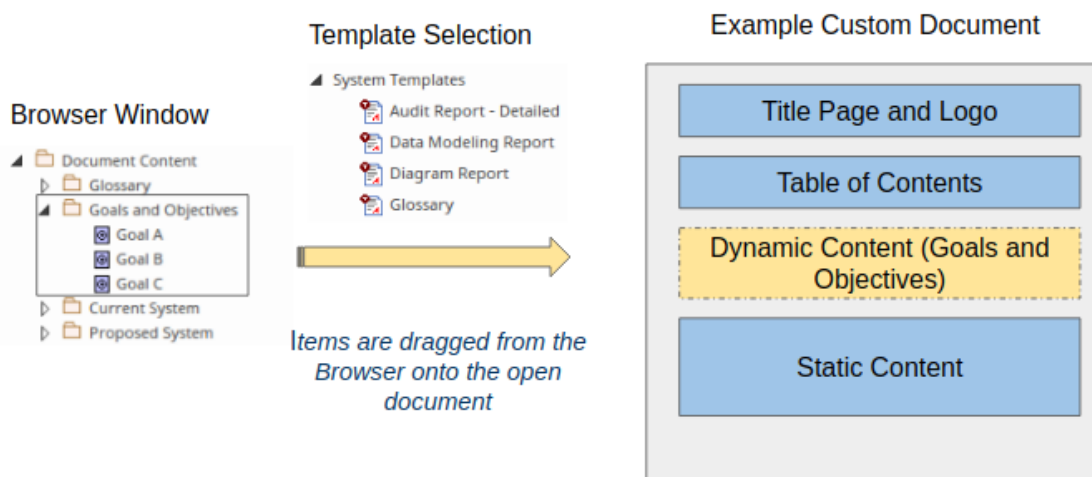 Browser Window
Document Content
Glossary
Goals and Objectives
Goal A
Goal B
Goal C
Current System
Proposed System
Template Selection
System Templates
Audit Report - Detailed
Data Modeling Report
Diagram Report
Glossary
Items are dragged from the
Browser onto the open
document
Example Custom Document
Title Page and Logo
Table of Contents
Dynamic Content (Goals and
Objectives)
Static Content